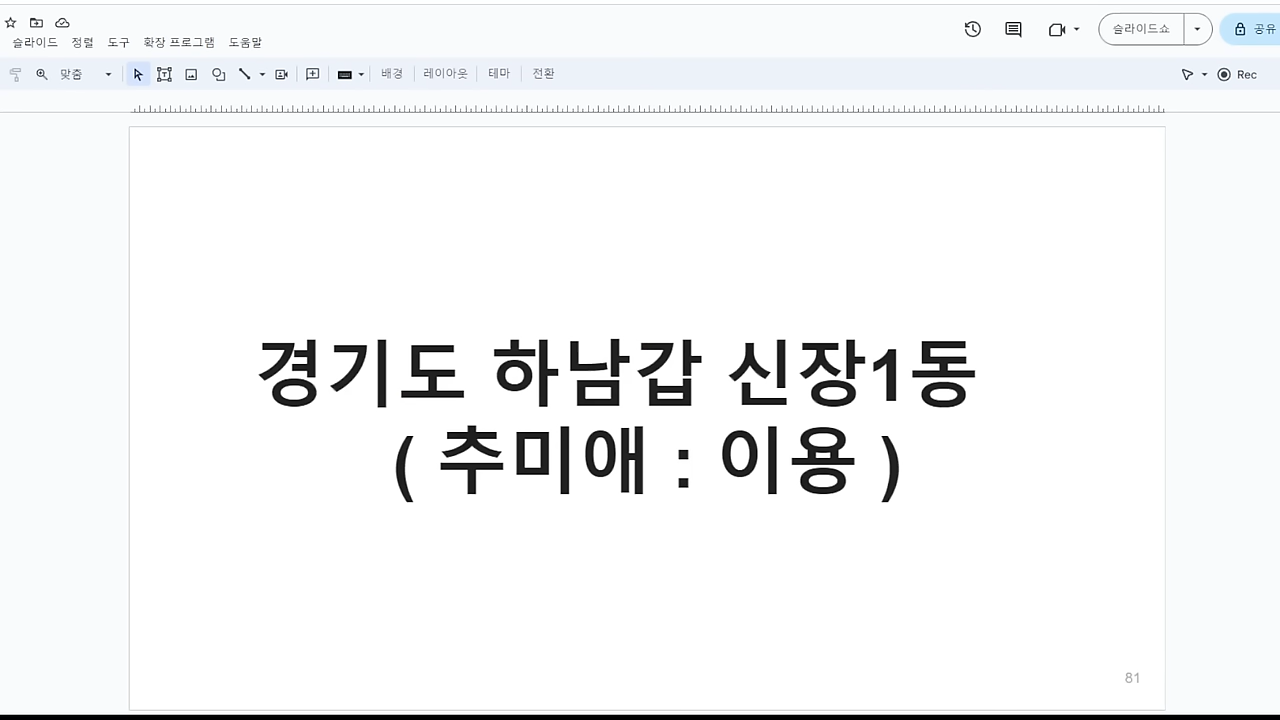 슬라이드 정렬 도구 확장 프로그램 도움말
슬라이드쇼
공유
맞춤
배경 레이아웃 테마 전환
Rec
경기도 하남갑 신장1동
( 추미애 : 이용 )
81